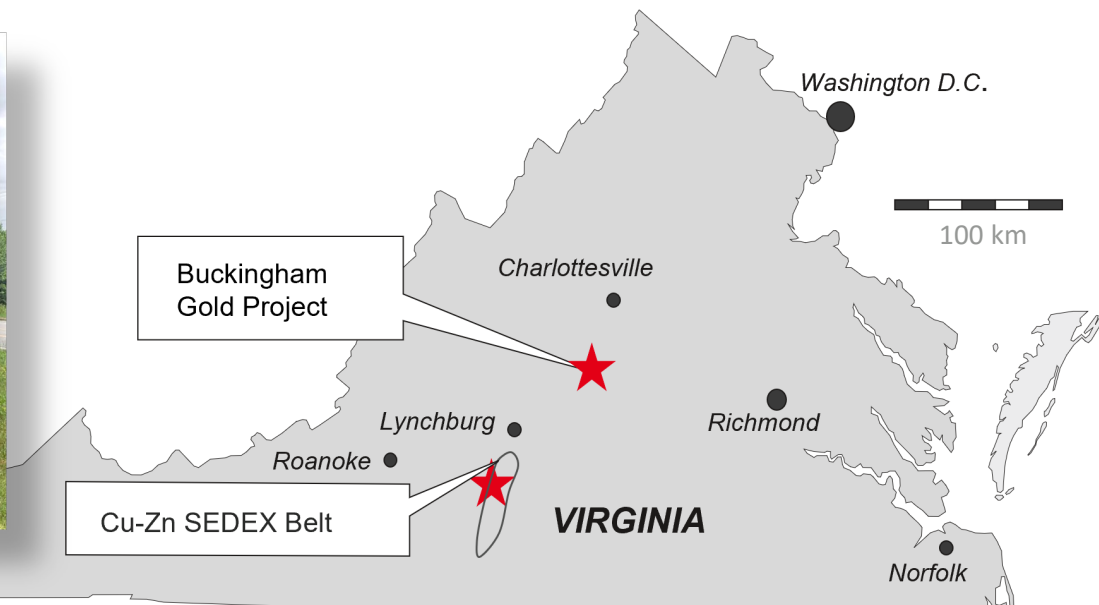 Washington D.C.
100 km
Buckingham
Gold Project
Charlottesville
Lynchburg
Richmond
Roanoke
Cu-Zn SEDEX Belt
VIRGINIA
Norfolk